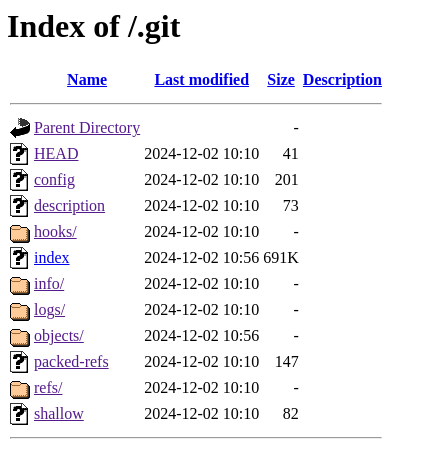 Index of /.git
Name Last modified Size Description
Parent Directory -
HEAD 2024-12-02 10:10 41
config 2024-12-02 10:10 201
description 2024-12-02 10:10 73
hooks/ 2024-12-02 10:10 -
index 2024-12-02 10:56 691K
info/ 2024-12-02 10:10 -
logs/ 2024-12-02 10:10 -
objects/ 2024-12-02 10:56 -
packed-refs 2024-12-02 10:10 147
refs/ 2024-12-02 10:10 -
shallow 2024-12-02 10:10 82